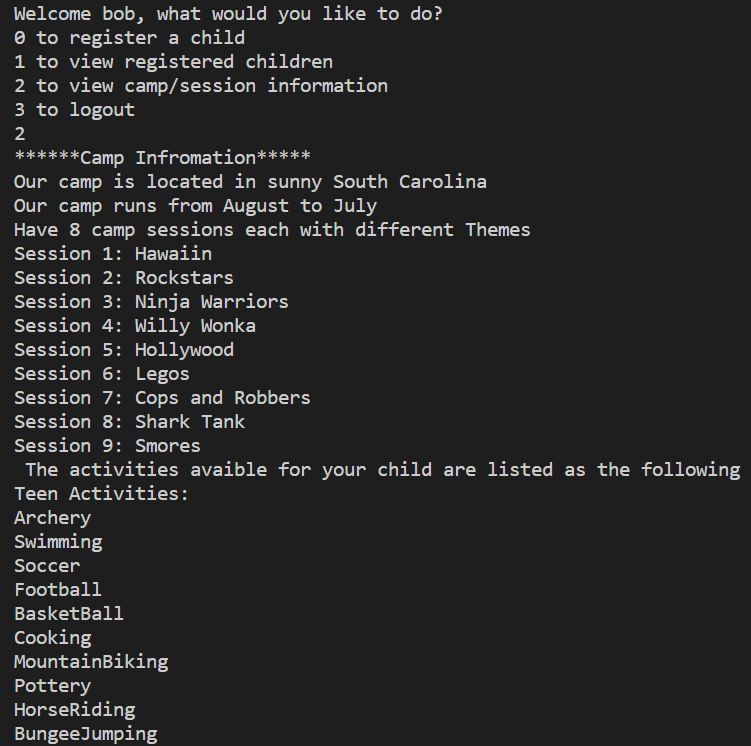 Welcome bob, what would you like to do?
0 to register a child
1 to view registered children
2 to view camp/session information
3 to logout
2
******Camp Infromation*****
Our camp is located in sunny South Carolina
Our camp runs from August to July
Have 8 camp sessions each with different Themes
Session 1: Hawaiin
Session 2: Rockstars
Session 3: Ninja Warriors
Session 4: Willy Wonka
Session 5: Hollywood
Session 6: Legos
Session 7: Cops and Robbers
Session 8: Shark Tank
Session 9: Smores
 The activities avaible for your child are listed as the following
Teen Activities:
Archery
Swimming
Soccer
Football
BasketBall
Cooking
MountainBiking
Pottery
HorseRiding
BungeeJumping